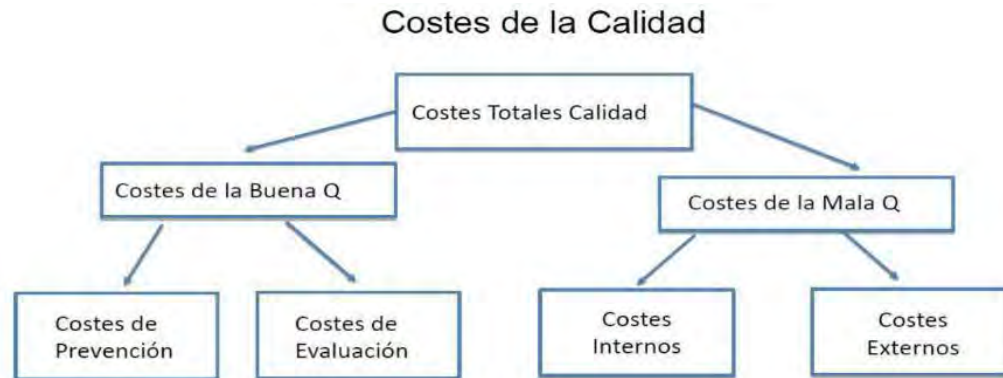 Costes de la Calidad
Costes Totales Calidad
Costes de la Buena Q
Costes de la Mala Q
Costes de
Prevención
Costes de
Evaluación
Costes
Internos
Costes
Externos